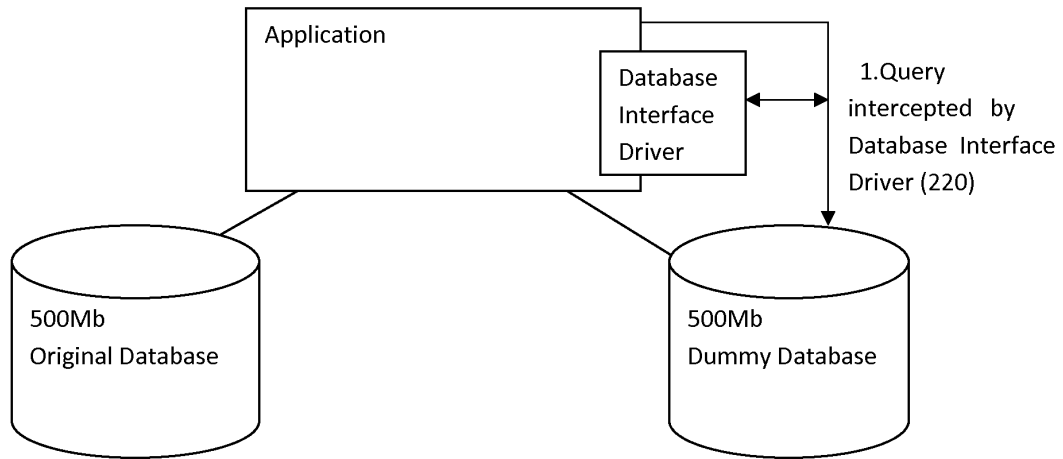 Application
Database
Interface
Driver
1.Query
intercepted by
Database Interface
Driver (220)
500Mb
Original Database
500Mb
Dummy Database